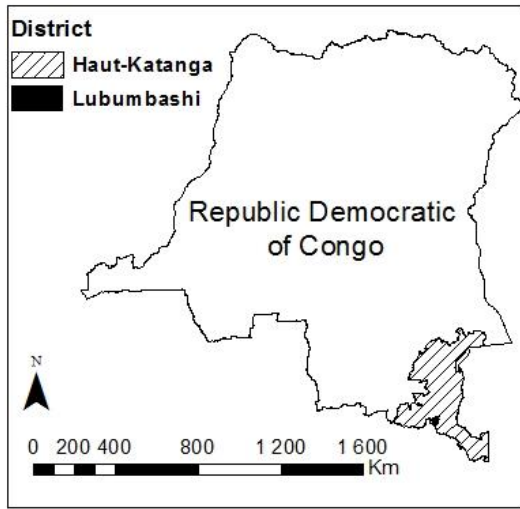 District
Haut-Katanga
Lubumbashi
Republic Democratic
of Congo
N
0 200 400 800 1 200 1 600
Km